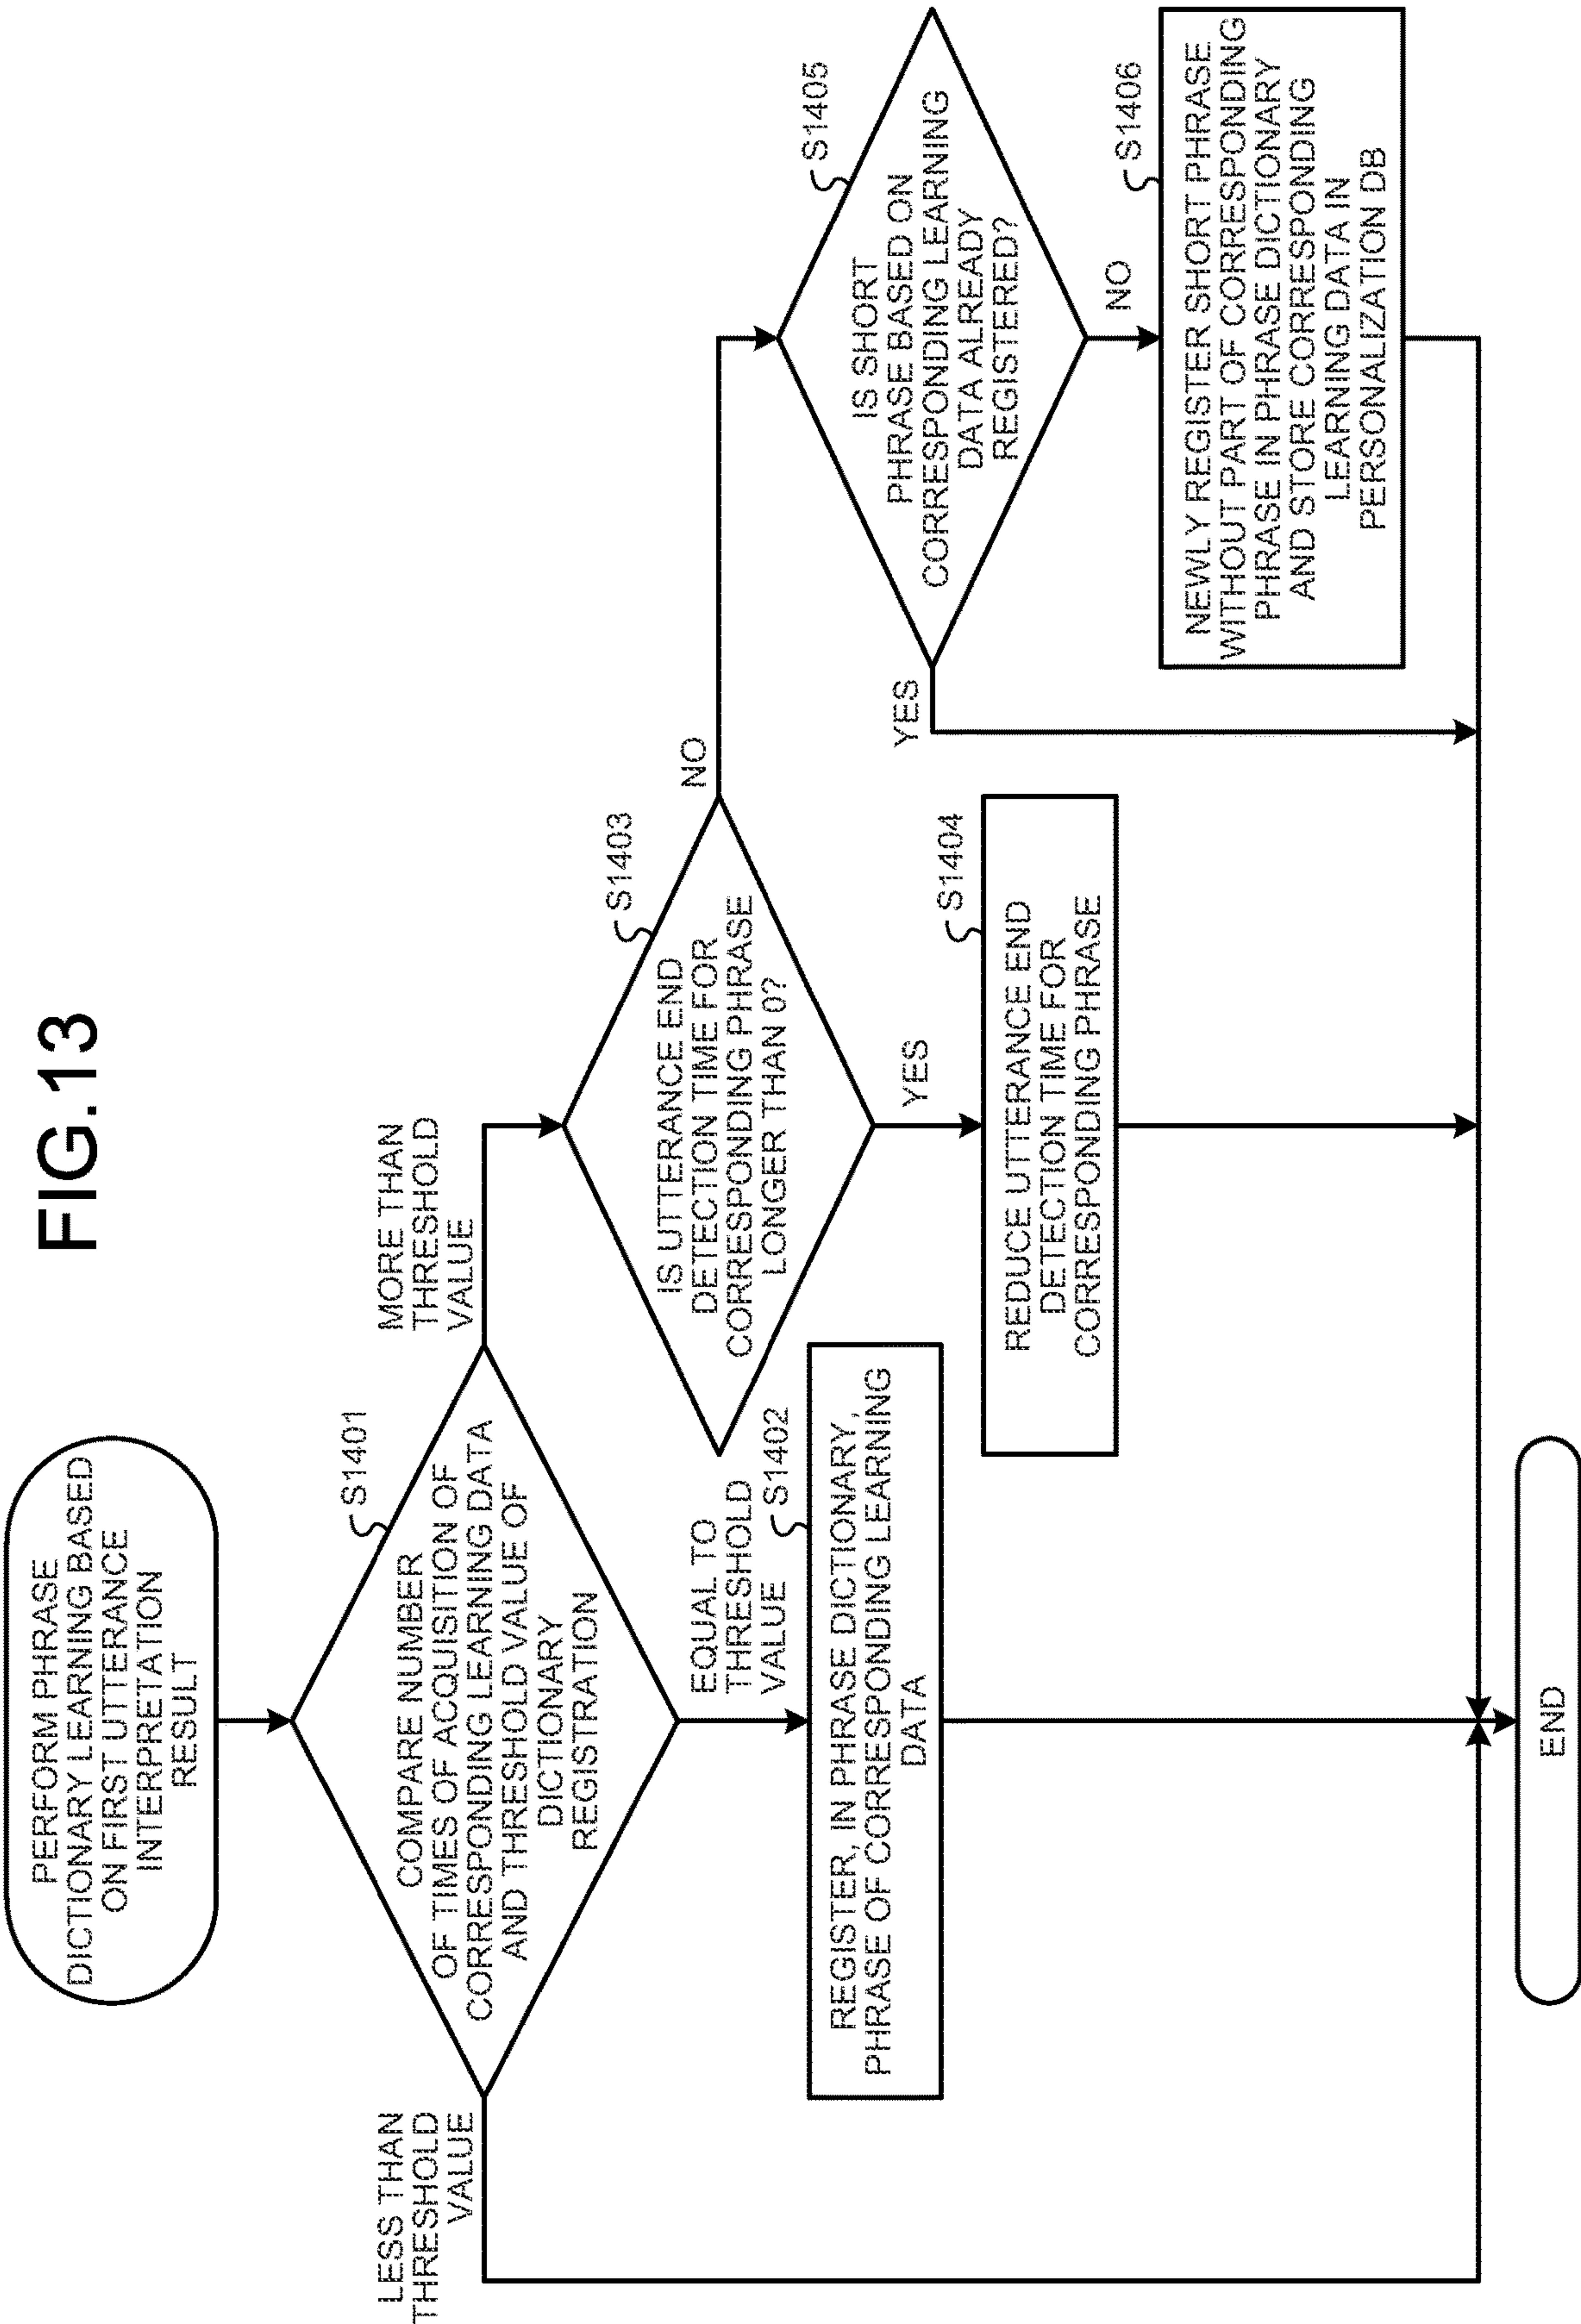 FIG.13
PERFORM PHRASE
DICTIONARY LEARNING BASED
ON FIRST UTTERANCE
INTERPRETATION
RESULT
S1401
COMPARE NUMBER
OF TIMES OF ACQUISITION OF
CORRESPONDING LEARNING DATA
AND THRESHOLD VALUE OF
DICTIONARY
REGISTRATION
LESS THAN
THRESHOLD
VALUE
MORE THAN
THRESHOLD
VALUE
EQUAL TO
THRESHOLD
VALUE
S1402
REGISTER, IN PHRASE DICTIONARY,
PHRASE OF CORRESPONDING LEARNING
DATA
S1403
IS UTTERANCE END
DETECTION TIME FOR
CORRESPONDING PHRASE
LONGER THAN 0?
NO
YES
S1404
REDUCE UTTERANCE END
DETECTION TIME FOR
CORRESPONDING PHRASE
S1405
IS SHORT
PHRASE BASED ON
CORRESPONDING LEARNING
DATA ALREADY
REGISTERED?
YES
NO
S1406
NEWLY REGISTER SHORT PHRASE
WITHOUT PART OF CORRESPONDING
PHRASE IN PHRASE DICTIONARY
AND STORE CORRESPONDING
LEARNING DATA IN
PERSONALIZATION DB
END